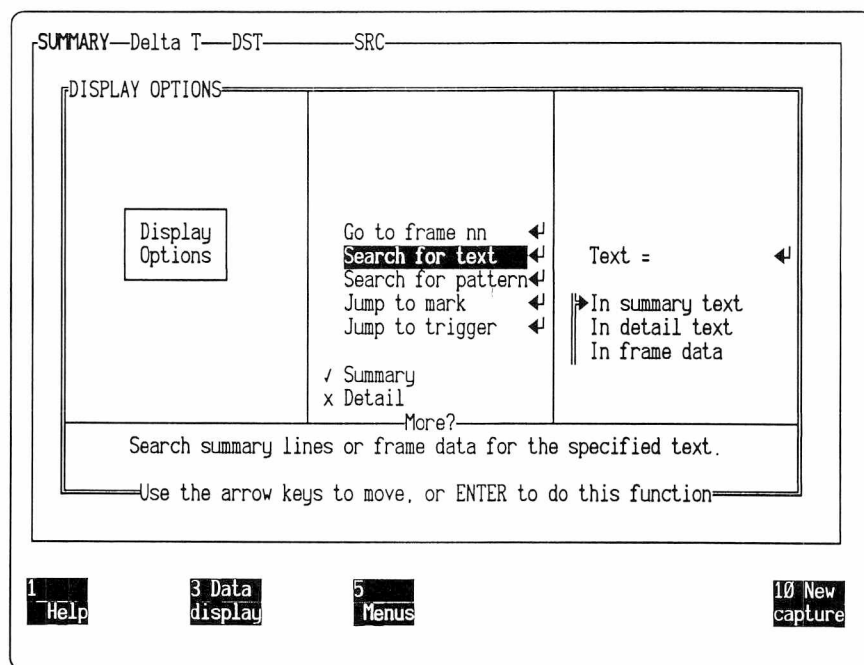 SUMMARY—Delta T—DST—SRC
DISPLAY OPTIONS
Display
Options
Go to frame nn ↵
Search for text ↵
Search for pattern↵
Jump to mark ↵
Jump to trigger ↵
√ Summary
x Detail
Text = ↵
In summary text
In detail text
In frame data
More?
Search summary lines or frame data for the specified text.
Use the arrow keys to move, or ENTER to do this function
1
Help
3 Data
display
5
Menus
10 New
capture